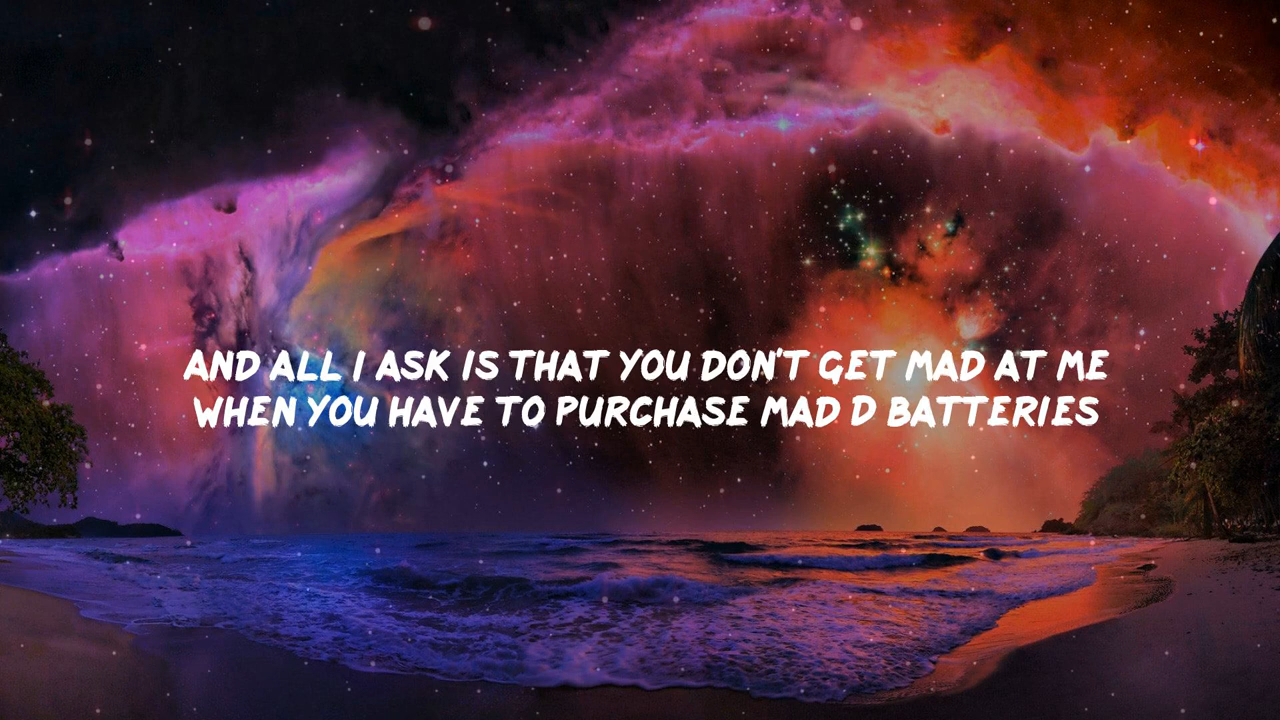 AND ALL I ASK IS THAT YOU DON'T GET MAD AT ME
WHEN YOU HAVE TO PURCHASE MAD D BATTERIES